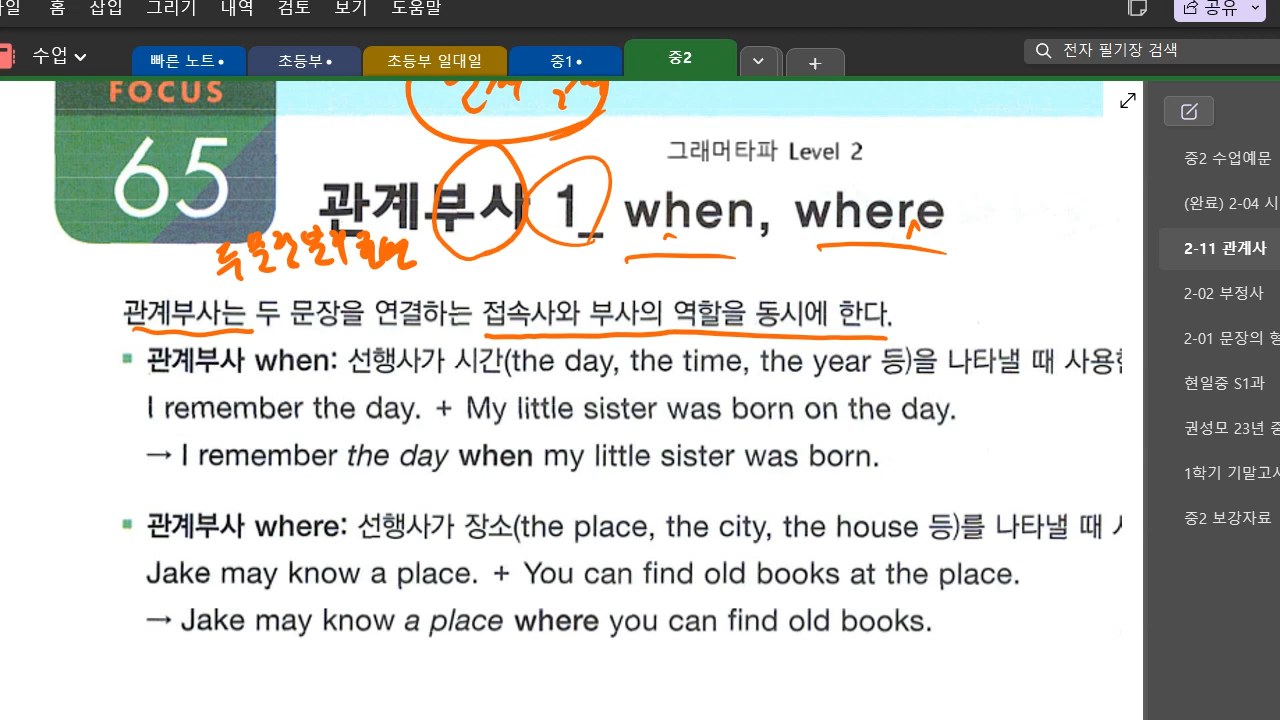 홈 삽입 그리기 내역 검토 보기 도움말
공유
수업
빠른 노트
초등부
초등부 일대일
중1
중2
+
전자 필기장 검색
FOCUS
65
그래머타파 Level 2
관계부사 1_ when, where
관계부사는 두 문장을 연결하는 접속사와 부사의 역할을 동시에 한다.
관계부사 when: 선행사가 시간(the day, the time, the year 등)을 나타낼 때
I remember the day. + My little sister was born on the day.
→ I remember the day when my little sister was born.
관계부사 where: 선행사가 장소(the place, the city, the house 등)를 나타낼 때
Jake may know a place. + You can find old books at the place.
→ Jake may know a place where you can find old books.
중2 수업예문
(완료) 2-04 시
2-11 관계사
2-02 부정사
2-01 문장의
현일중 S1과
권성모 23년 중
1학기 기말고사
중2 보강자료